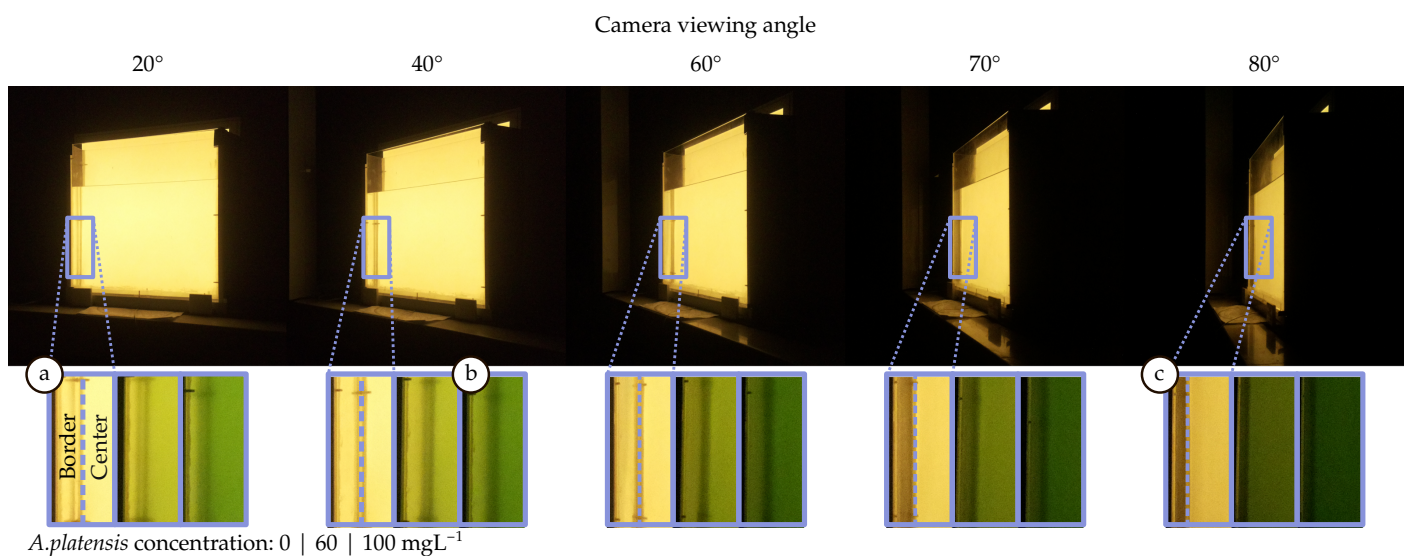 Camera viewing angle
20° 40° 60° 70° 80°
a b c
Border
Center
A.platensis concentration: 0 | 60 | 100 mgL⁻¹